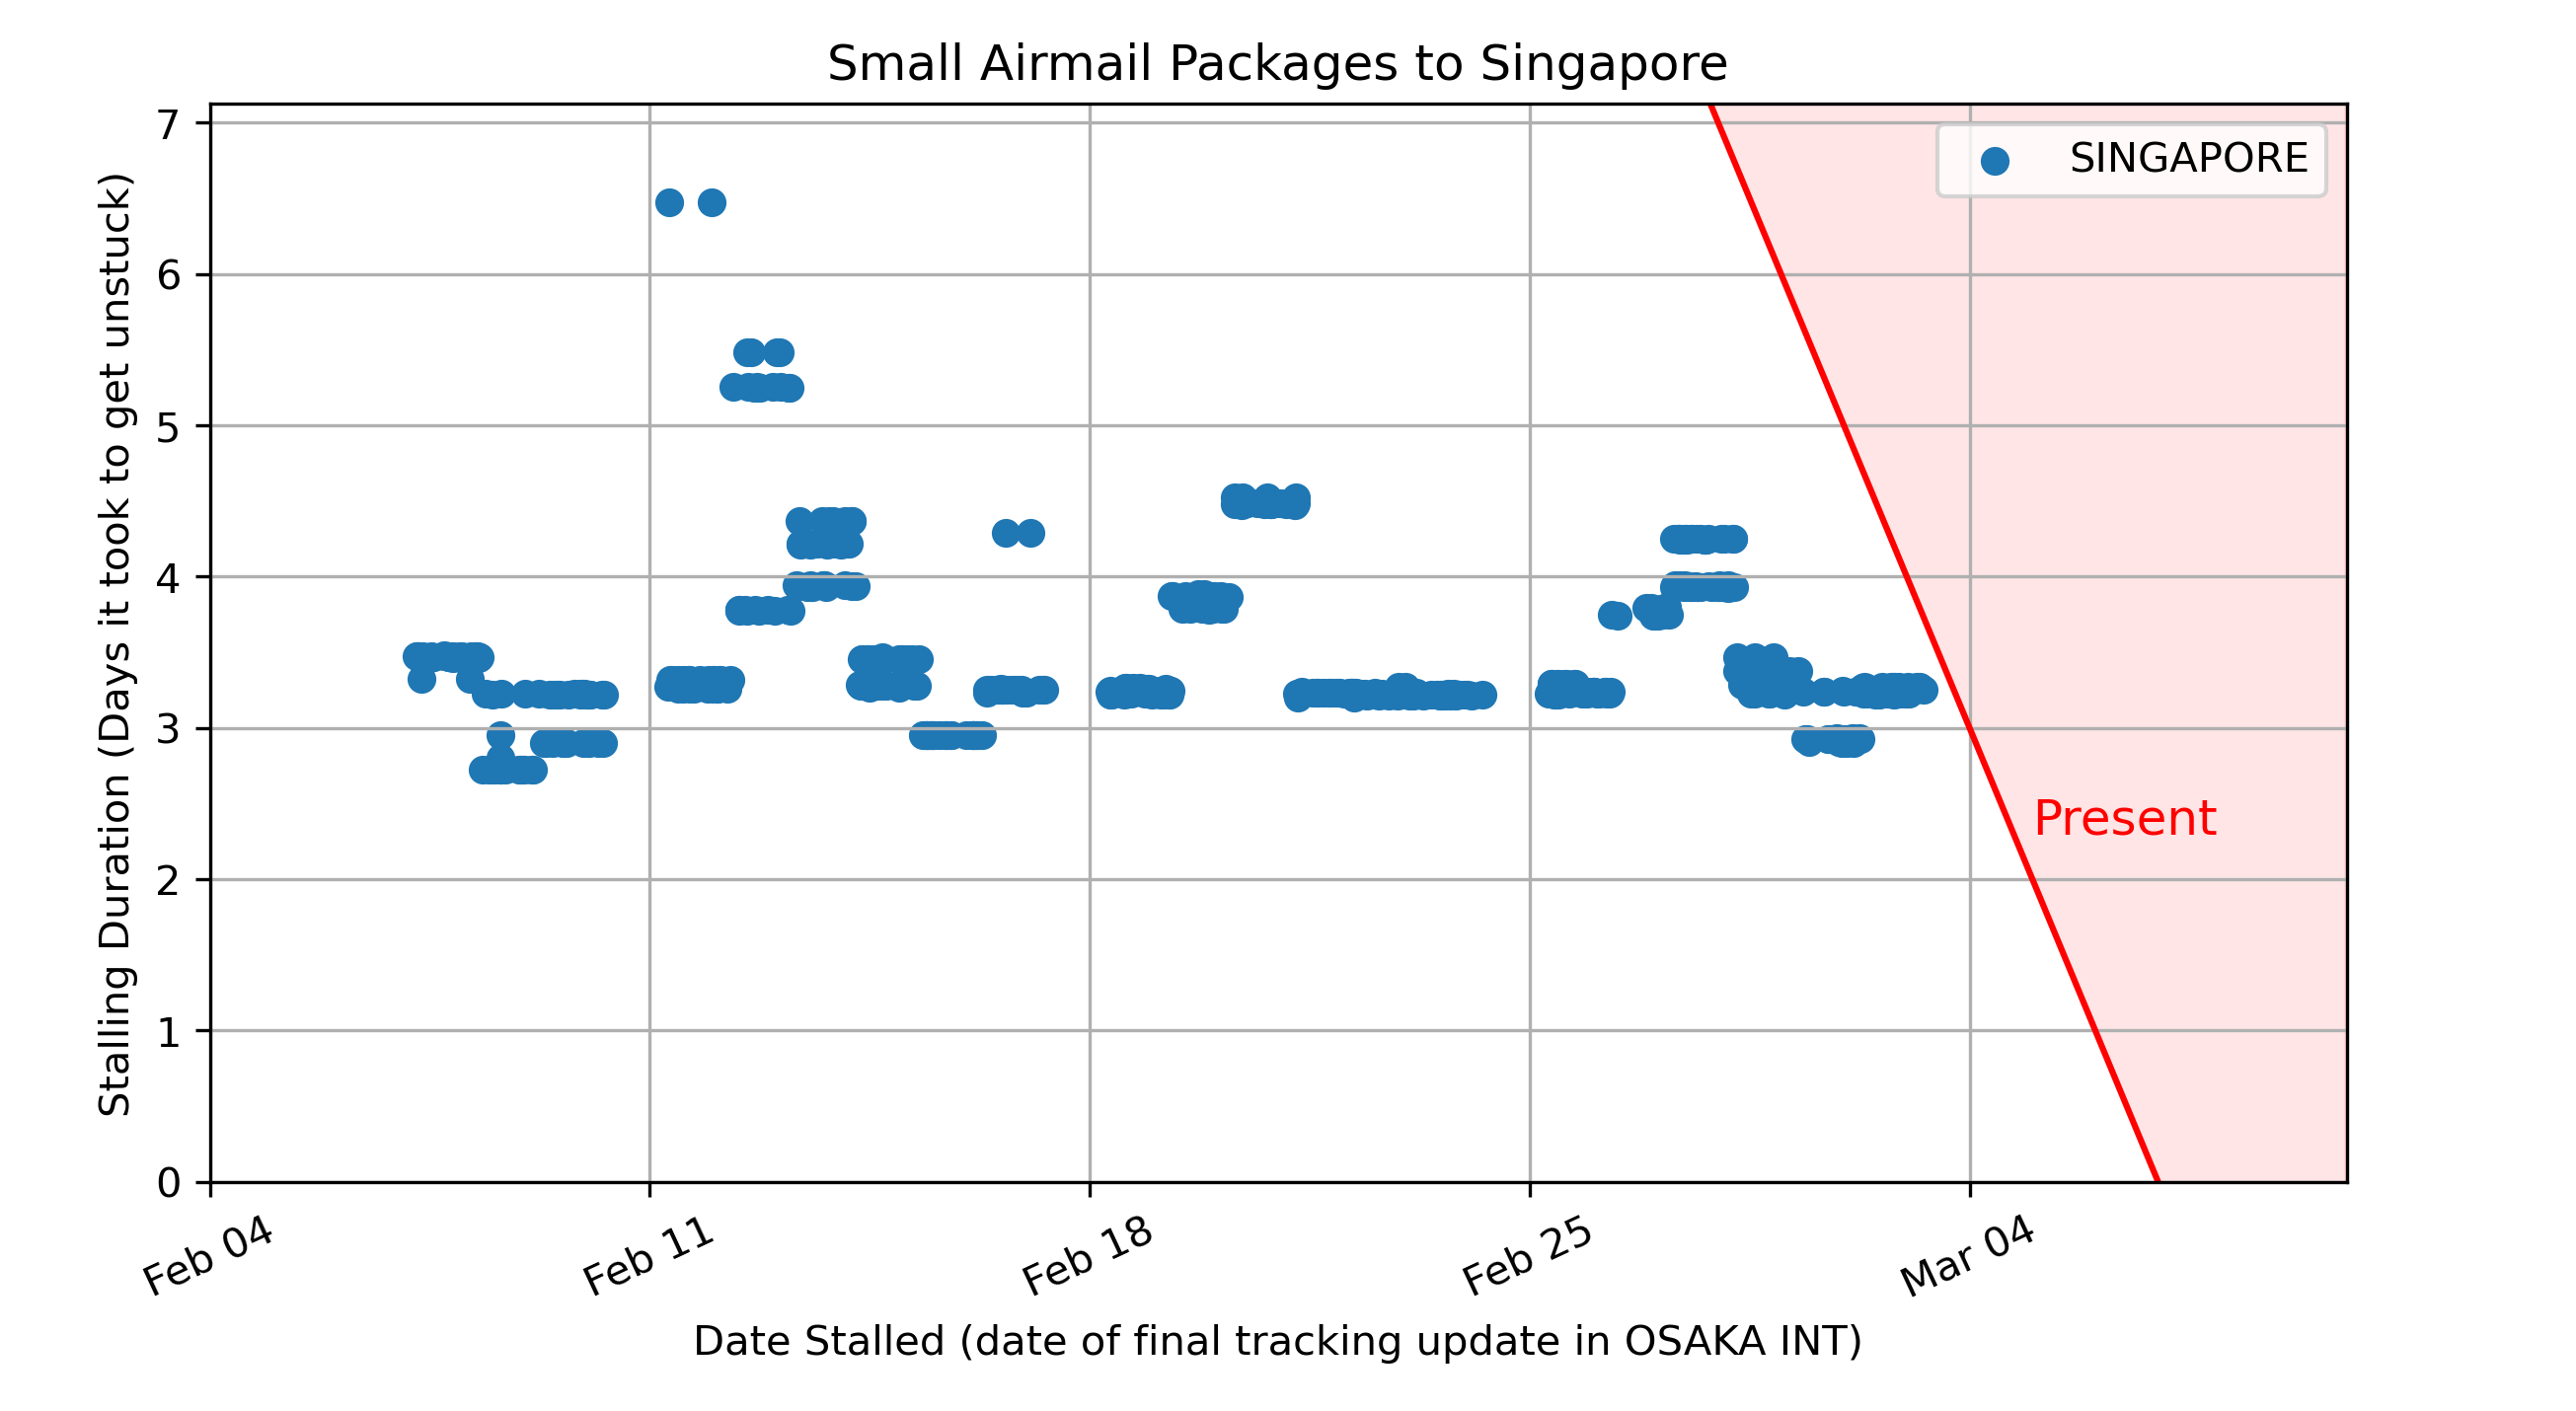 Small Airmail Packages to Singapore
Stalling Duration (Days it took to get unstuck)
7
6
5
4
3
2
1
0
SINGAPORE
Present
Feb 04
Feb 11
Feb 18
Feb 25
Mar 04
Date Stalled (date of final tracking update in OSAKA INT)